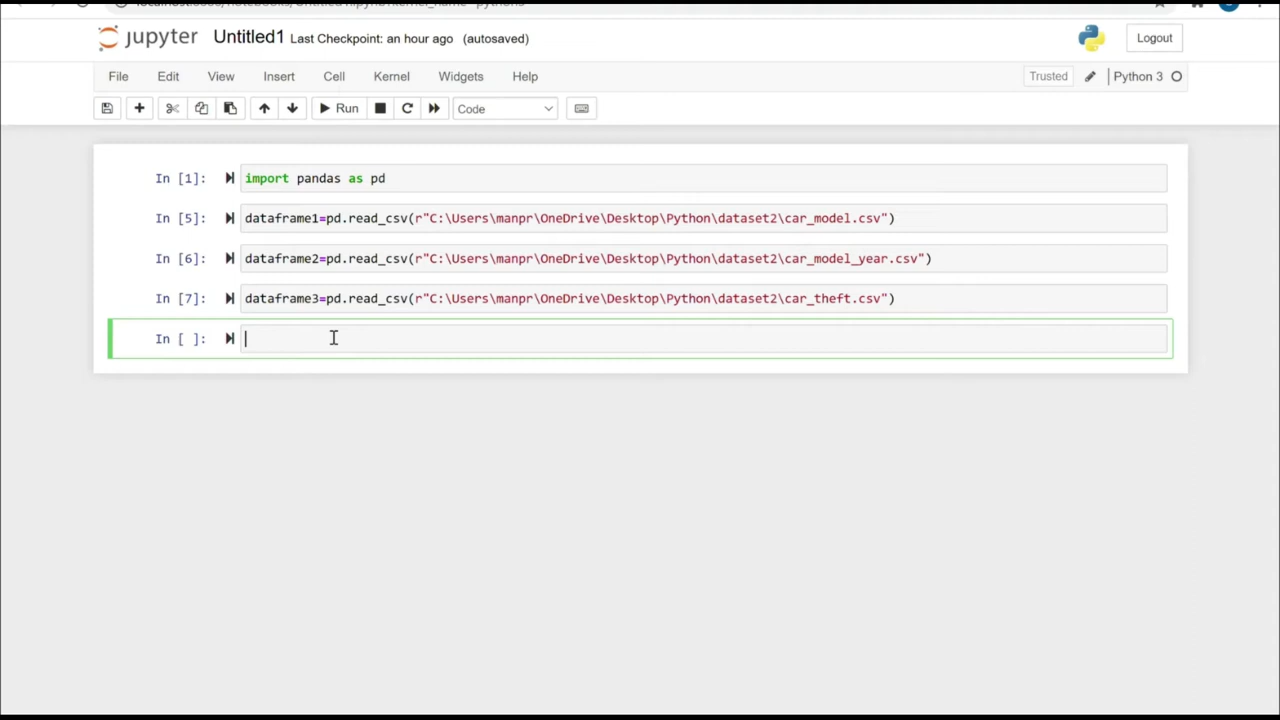 jupyter Untitled1 Last Checkpoint: an hour ago (autosaved) Logout
File Edit View Insert Cell Kernel Widgets Help Trusted Python 3
Run Code
In [1]: import pandas as pd
In [5]: dataframe1=pd.read_csv(r"C:\Users\manpr\OneDrive\Desktop\Python\dataset2\car_model.csv")
In [6]: dataframe2=pd.read_csv(r"C:\Users\manpr\OneDrive\Desktop\Python\dataset2\car_model_year.csv")
In [7]: dataframe3=pd.read_csv(r"C:\Users\manpr\OneDrive\Desktop\Python\dataset2\car_theft.csv")
In [ ]: